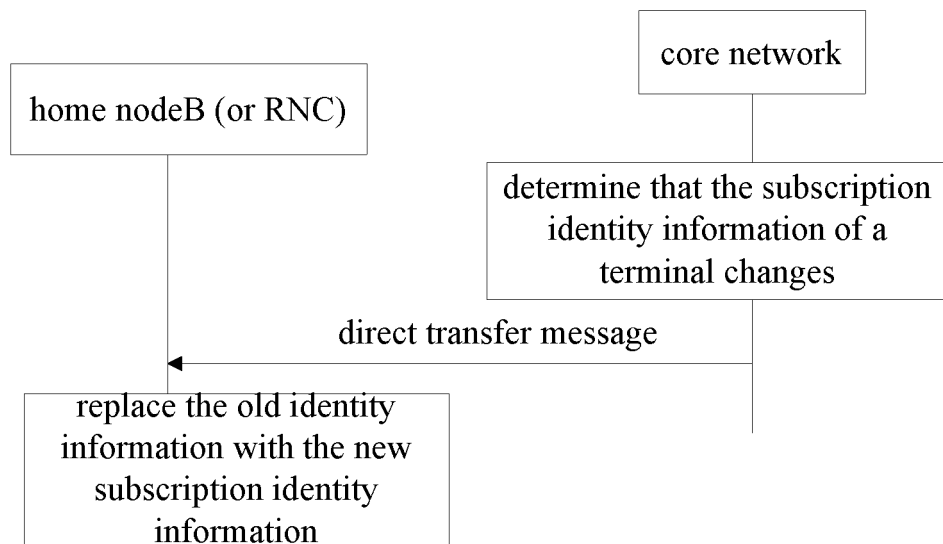 core network
home nodeB (or RNC)
determine that the subscription
identity information of a
terminal changes
direct transfer message
replace the old identity
information with the new
subscription identity
information